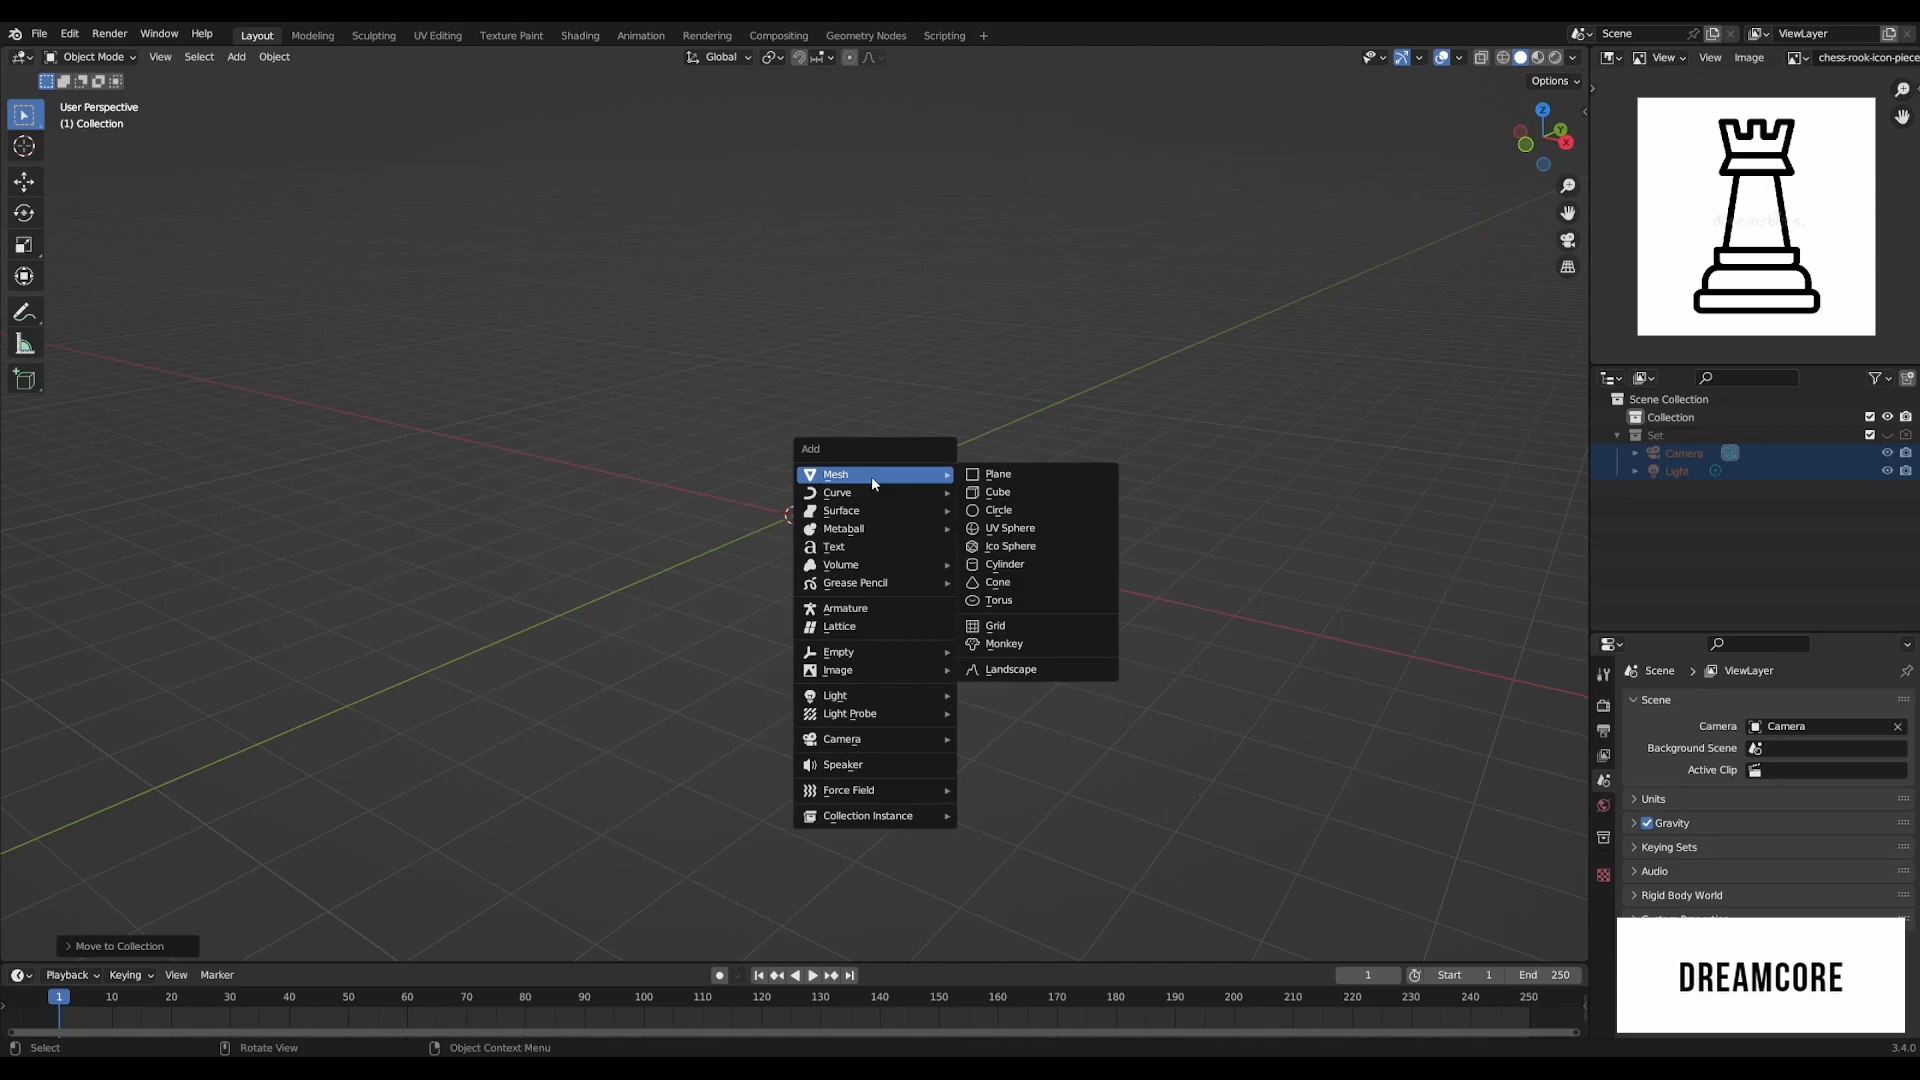 File Edit Render Window Help Layout Modeling Sculpting UV Editing Texture Paint Shading Animation Rendering Compositing Geometry Nodes Scripting + Scene ViewLayer
Object Mode View Select Add Object Global View View Image chess-rook-icon-piece
Options
User Perspective
(1) Collection
Z
Y
X
Scene Collection
Collection
Set
Camera
Light
Add
Mesh
Curve
Surface
Metaball
Text
Volume
Grease Pencil
Armature
Lattice
Empty
Image
Light
Light Probe
Camera
Speaker
Force Field
Collection Instance
Plane
Cube
Circle
UV Sphere
Ico Sphere
Cylinder
Cone
Torus
Grid
Monkey
Landscape
Scene > ViewLayer
Scene
Camera Camera
Background Scene
Active Clip
Units
Gravity
Keying Sets
Audio
Rigid Body World
DREAMCORE
Move to Collection
Playback Keying View Marker 1 Start 1 End 250
1 10 20 30 40 50 60 70 80 90 100 110 120 130 140 150 160 170 180 190 200 210 220 230 240 250
Select Rotate View Object Context Menu 3.4.0